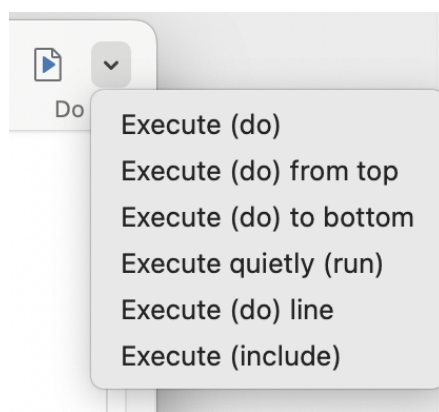 Do
Execute (do)
Execute (do) from top
Execute (do) to bottom
Execute quietly (run)
Execute (do) line
Execute (include)